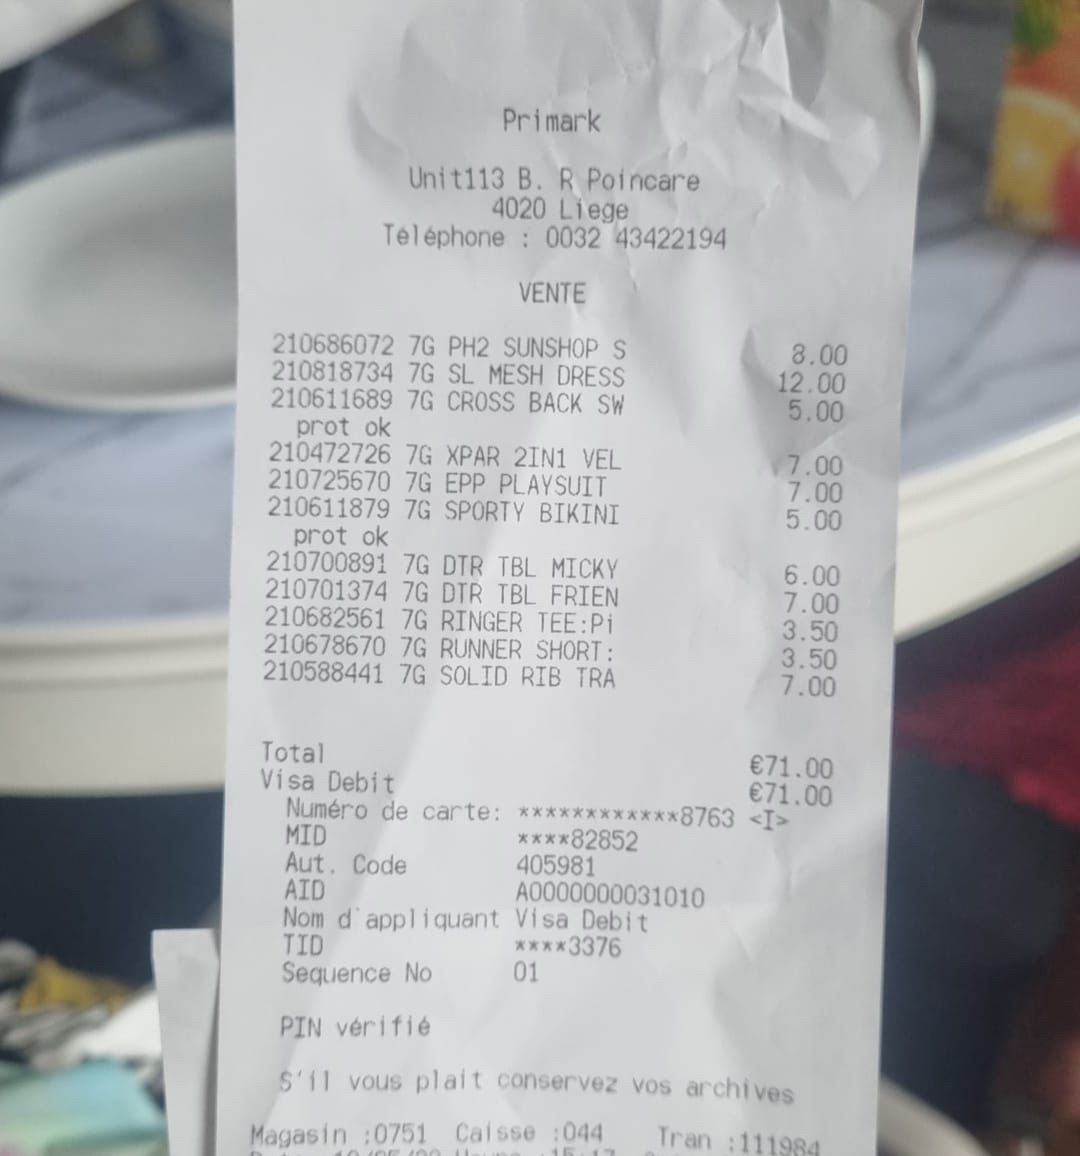 Primark
Unit113 B. R Poincare
4020 Liege
Téléphone : 0032 43422194
VENTE
210686072 7G PH2 SUNSHOP S 8.00
210818734 7G SL MESH DRESS 12.00
210611689 7G CROSS BACK SW 5.00
prot ok
210472726 7G XPAR 2IN1 VEL 7.00
210725670 7G EPP PLAYSUIT 7.00
210611879 7G SPORTY BIKINI 5.00
prot ok
210700891 7G DTR TBL MICKY 6.00
210701374 7G DTR TBL FRIEN 7.00
210682561 7G RINGER TEE:Pi 3.50
210678670 7G RUNNER SHORT: 3.50
210588441 7G SOLID RIB TRA 7.00
Total €71.00
Visa Debit €71.00
Numéro de carte: ************8763 <I>
MID ****82852
Aut. Code 405981
AID A0000000031010
Nom d'appliquant Visa Debit
TID ****3376
Sequence No 01
PIN vérifié
S'il vous plait conservez vos archives
Magasin :0751 Caisse :044 Tran :111984